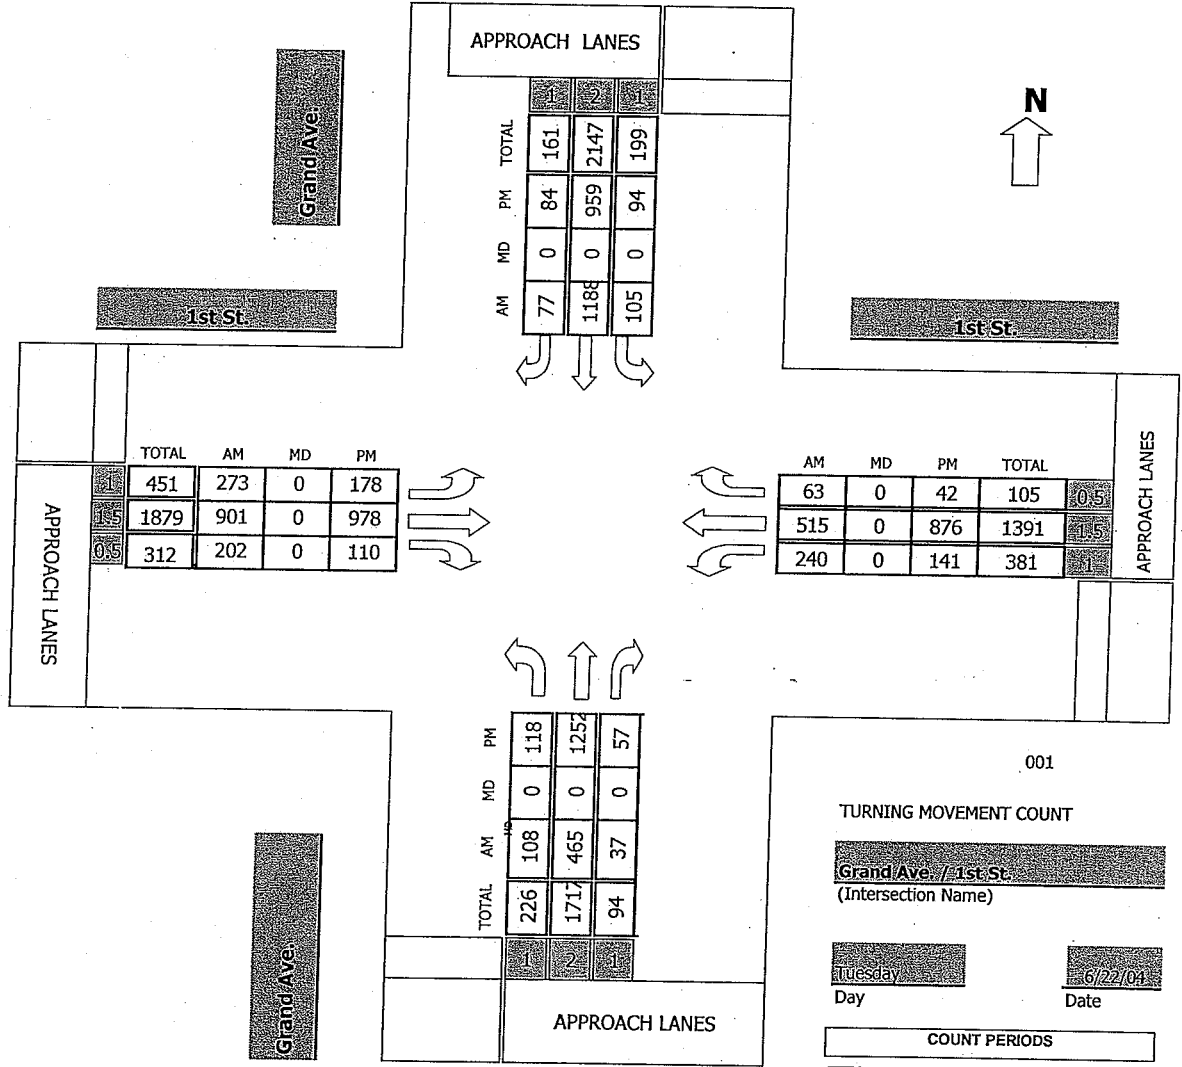 APPROACH LANES
1 2 1
TOTAL 161 2147 199
PM 84 959 94
MD 0 0 0
AM 77 1188 105
Grand Ave.
N
1st St.
1st St.
TOTAL AM MD PM
1 451 273 0 178
1.5 1879 901 0 978
0.5 312 202 0 110
APPROACH LANES
AM MD PM TOTAL
63 0 42 105 0.5
515 0 876 1391 1.5
240 0 141 381 1
APPROACH LANES
PM 118 1252 57
MD 0 0 0
AM 108 465 37
TOTAL 226 1717 94
1 2 1
APPROACH LANES
Grand Ave.
001
TURNING MOVEMENT COUNT
Grand Ave. / 1st St.
(Intersection Name)
Tuesday 6/22/04
Day Date
COUNT PERIODS